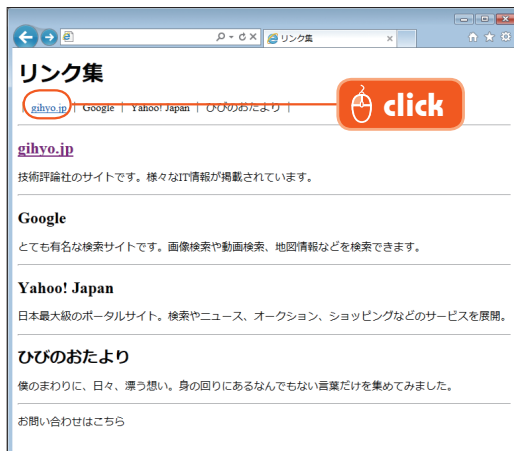 リンク集
リンク集
| gihyo.jp | Google | Yahoo! Japan | ひびのおたより |
click
gihyo.jp
技術評論社のサイトです。様々なIT情報が掲載されています。
Google
とても有名な検索サイトです。画像検索や動画検索、地図情報などを検索できます。
Yahoo! Japan
日本最大級のポータルサイト。検索やニュース、オークション、ショッピングなどのサービスを展開。
ひびのおたより
僕のまわりに、日々、漂う想い。身の回りにあるなんでもない言葉だけを集めてみました。
お問い合わせはこちら